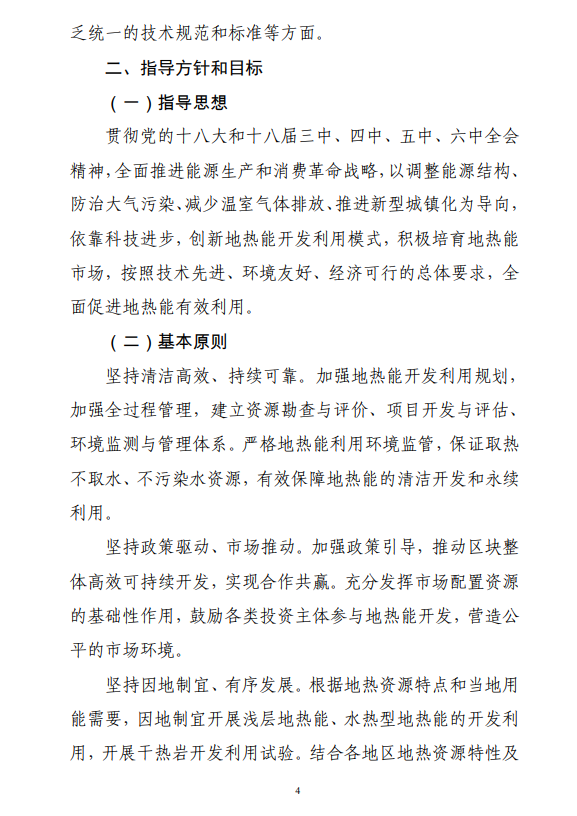 乏统一的技术规范和标准等方面。
二、指导方针和目标
（一）指导思想
贯彻党的十八大和十八届三中、四中、五中、六中全会
精神，全面推进能源生产和消费革命战略，以调整能源结构、
防治大气污染、减少温室气体排放、推进新型城镇化为导向，
依靠科技进步，创新地热能开发利用模式，积极培育地热能
市场，按照技术先进、环境友好、经济可行的总体要求，全
面促进地热能有效利用。
（二）基本原则
坚持清洁高效、持续可靠。加强地热能开发利用规划，
加强全过程管理，建立资源勘查与评价、项目开发与评估、
环境监测与管理体系。严格地热能利用环境监管，保证取热
不取水、不污染水资源，有效保障地热能的清洁开发和永续
利用。
坚持政策驱动、市场推动。加强政策引导，推动区块整
体高效可持续开发，实现合作共赢。充分发挥市场配置资源
的基础性作用，鼓励各类投资主体参与地热能开发，营造公
平的市场环境。
坚持因地制宜、有序发展。根据地热资源特点和当地用
能需要，因地制宜开展浅层地热能、水热型地热能的开发利
用，开展干热岩开发利用试验。结合各地区地热资源特性及
4